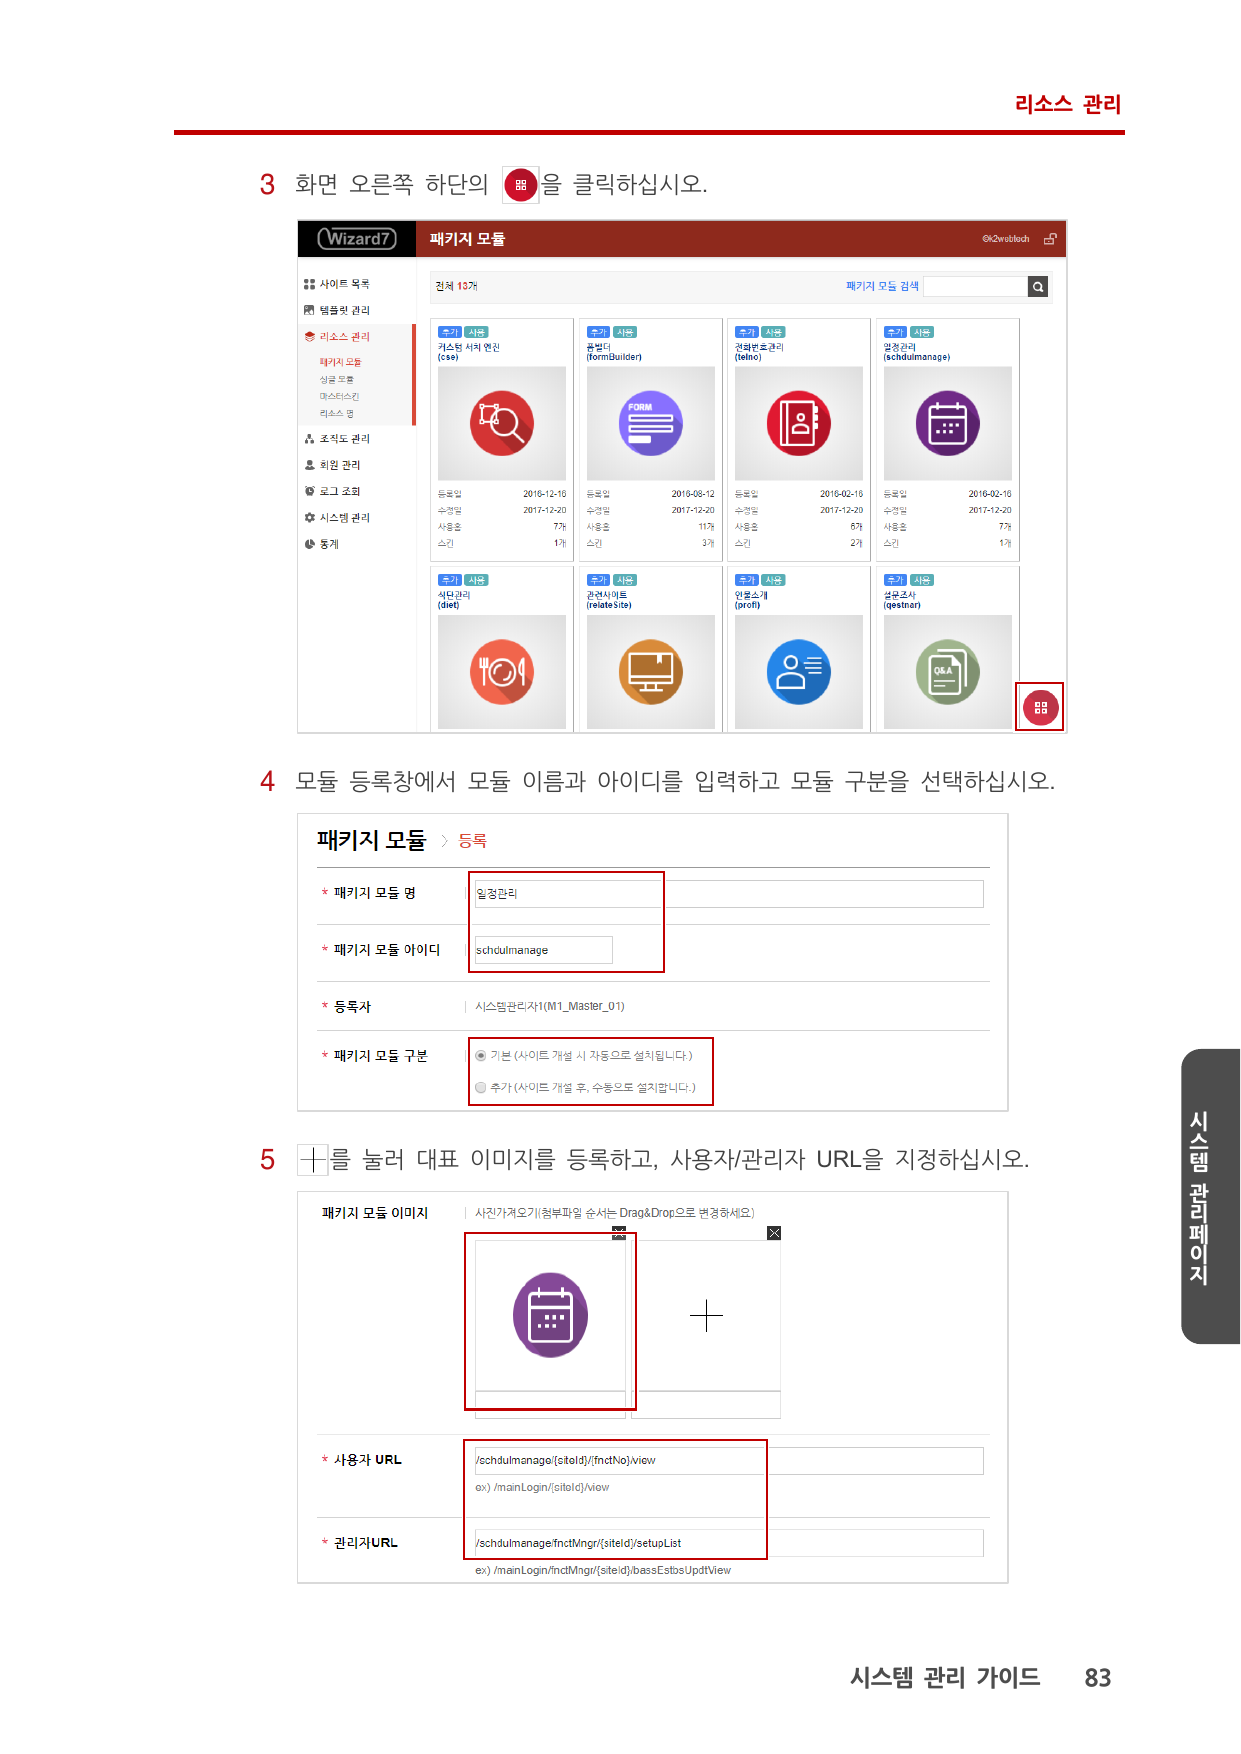 리소스 관리
3 화면 오른쪽 하단의 을 클릭하십시오.
Wizard7 패키지 모듈 @k2webtech
사이트 목록
템플릿 관리
리소스 관리
패키지 모듈
싱글 모듈
마스터스킨
리소스 명
조직도 관리
회원 관리
로그 조회
시스템 관리
통계
전체 13개 패키지 모듈 검색
추가 사용 추가 사용 추가 사용 추가 사용
커스텀 서치 엔진 폼빌더 전화번호관리 일정관리
(cse) (formBuilder) (telno) (schdulmanage)
FORM
등록일 2016-12-16 등록일 2016-08-12 등록일 2016-02-16 등록일 2016-02-16
수정일 2017-12-20 수정일 2017-12-20 수정일 2017-12-20 수정일 2017-12-20
사용홈 7개 사용홈 11개 사용홈 6개 사용홈 7개
스킨 1개 스킨 3개 스킨 2개 스킨 1개
추가 사용 추가 사용 추가 사용 추가 사용
식단관리 관련사이트 인물소개 설문조사
(diet) (relateSite) (profl) (qestnar)
Q&A
4 모듈 등록창에서 모듈 이름과 아이디를 입력하고 모듈 구분을 선택하십시오.
패키지 모듈 > 등록
* 패키지 모듈 명 일정관리
* 패키지 모듈 아이디 schdulmanage
* 등록자 시스템관리자1(M1_Master_01)
* 패키지 모듈 구분 기본 (사이트 개설 시 자동으로 설치됩니다.)
추가 (사이트 개설 후, 수동으로 설치합니다.)
5 를 눌러 대표 이미지를 등록하고, 사용자/관리자 URL을 지정하십시오.
패키지 모듈 이미지 사진가져오기(첨부파일 순서는 Drag&Drop으로 변경하세요)
* 사용자 URL /schdulmanage/{siteId}/{fnctNo}/view
ex) /mainLogin/{siteId}/view
* 관리자URL /schdulmanage/fnctMngr/{siteId}/setupList
ex) /mainLogin/fnctMngr/{siteId}/bassEstbsUpdtView
시스템 관리페이지
시스템 관리 가이드 83